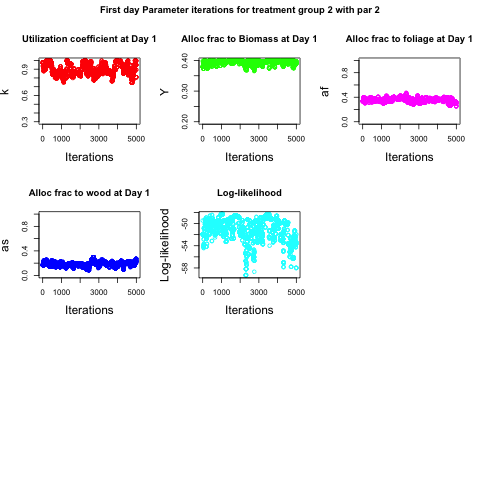 First day Parameter iterations for treatment group 2 with par 2
Utilization coefficient at Day 1
Alloc frac to Biomass at Day 1
Alloc frac to foliage at Day 1
k
0.3 0.6 0.9
0 1000 3000 5000
Iterations
Y
0.20 0.30 0.40
0 1000 3000 5000
Iterations
af
0.0 0.4 0.8
0 1000 3000 5000
Iterations
Alloc frac to wood at Day 1
Log-likelihood
as
0.0 0.4 0.8
0 1000 3000 5000
Iterations
Log-likelihood
-58 -54 -50
0 1000 3000 5000
Iterations